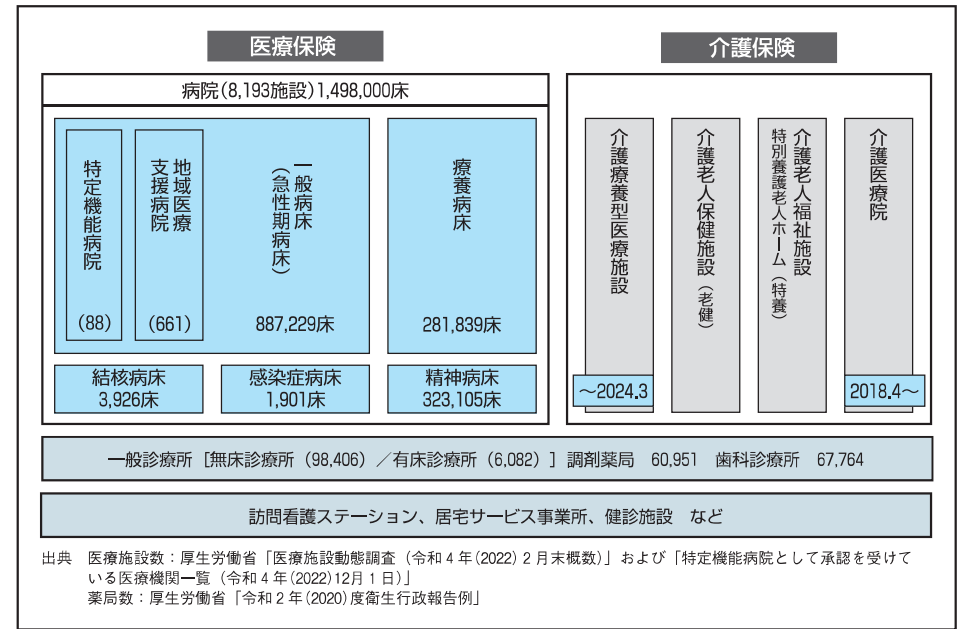 医療保険
介護保険
病院(8,193施設)1,498,000床
特定機能病院
(88)
地域医療
支援病院
(661)
一般病床
(急性期病床)
887,229床
療養病床
281,839床
結核病床
3,926床
感染症病床
1,901床
精神病床
323,105床
介護療養型医療施設
～2024.3
介護老人保健施設(老健)
介護老人福祉施設
特別養護老人ホーム(特養)
介護医療院
2018.4～
一般診療所［無床診療所（98,406）／有床診療所（6,082）］調剤薬局　60,951　歯科診療所　67,764
訪問看護ステーション、居宅サービス事業所、健診施設　など
出典　医療施設数：厚生労働省「医療施設動態調査（令和４年(2022)２月末概数)」および「特定機能病院として承認を受けて
いる医療機関一覧（令和４年(2022)12月１日)」
薬局数：厚生労働省「令和２年(2020)度衛生行政報告例」